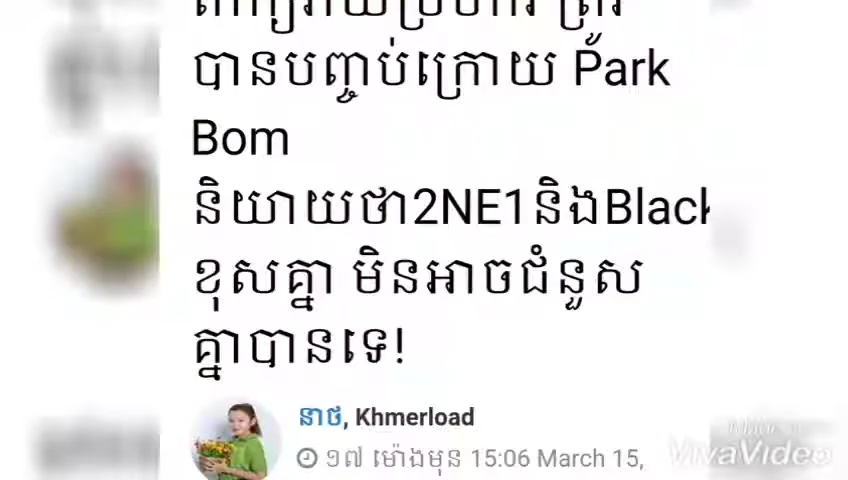 បានបញ្ចប់ក្រោយ Park
Bom
និយាយថា2NE1និងBlack
ខុសគ្នា មិនអាចជំនួស
គ្នាបានទេ!
នាថ, Khmerload
១៧ ម៉ោងមុន 15:06 March 15,
VivaVideo